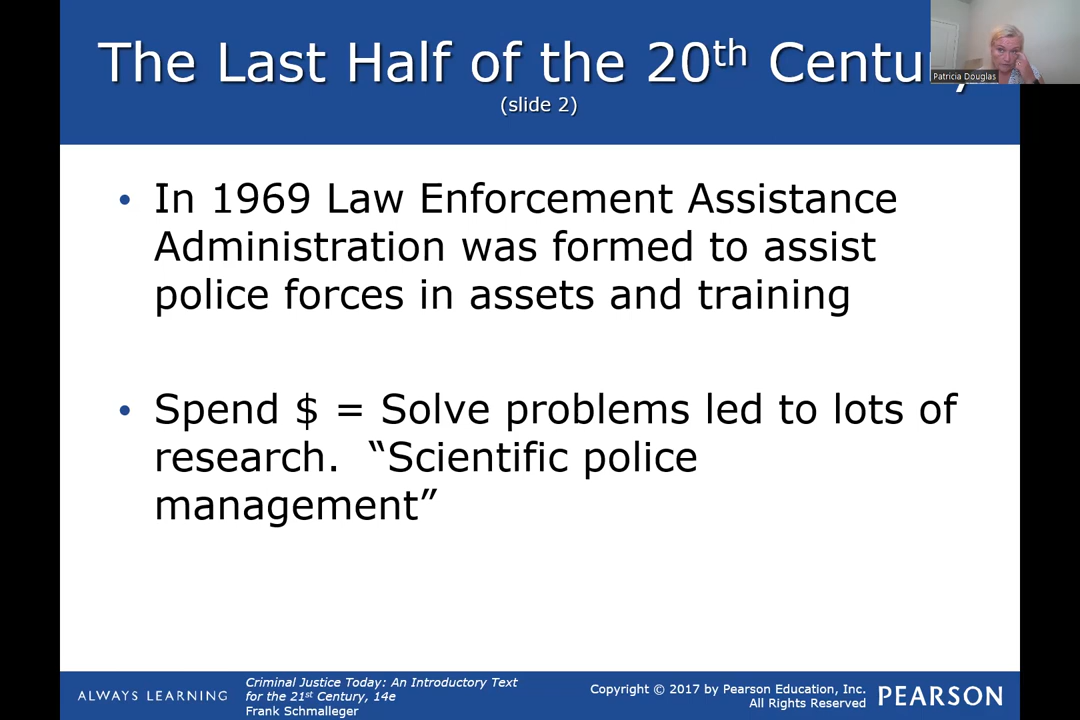 The Last Half of the 20th Centu
(slide 2)
Patricia Douglas
• In 1969 Law Enforcement Assistance
Administration was formed to assist
police forces in assets and training
• Spend $ = Solve problems led to lots of
research.  “Scientific police
management”
ALWAYS LEARNING
Criminal Justice Today: An Introductory Text
for the 21st Century, 14e
Frank Schmalleger
Copyright © 2017 by Pearson Education, Inc.
All Rights Reserved
PEARSON